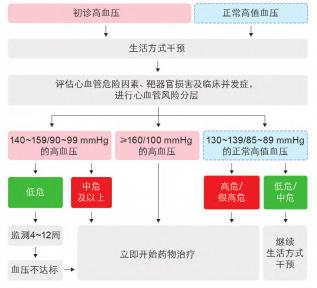 初诊高血压
正常高值血压
生活方式干预
评估心血管危险因素、靶器官损害及临床并发症，
进行心血管风险分层
140~159/90~99 mmHg
的高血压
≥160/100 mmHg
的高血压
130~139/85~89 mmHg
的正常高值血压
低危
中危
及以上
高危/
很高危
低危/
中危
监测4~12周
血压不达标
立即开始药物治疗
继续
生活方式
干预